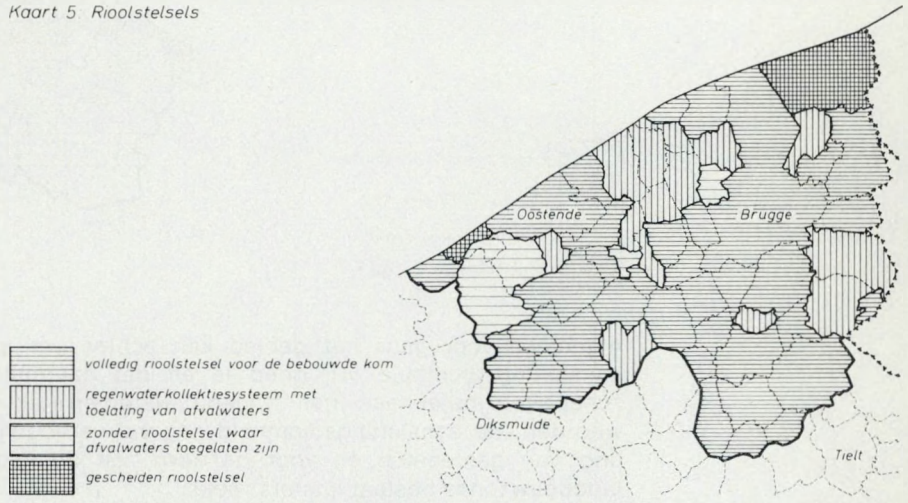 Kaart 5: Rioolstelsels
Oostende
Brugge
volledig rioolstelsel voor de bebouwde kom
regenwaterkollektiesysteem met
toelating van afvalwaters
zonder rioolstelsel waar
afvalwaters toegelaten zijn
gescheiden rioolstelsel
Diksmuide
Tielt